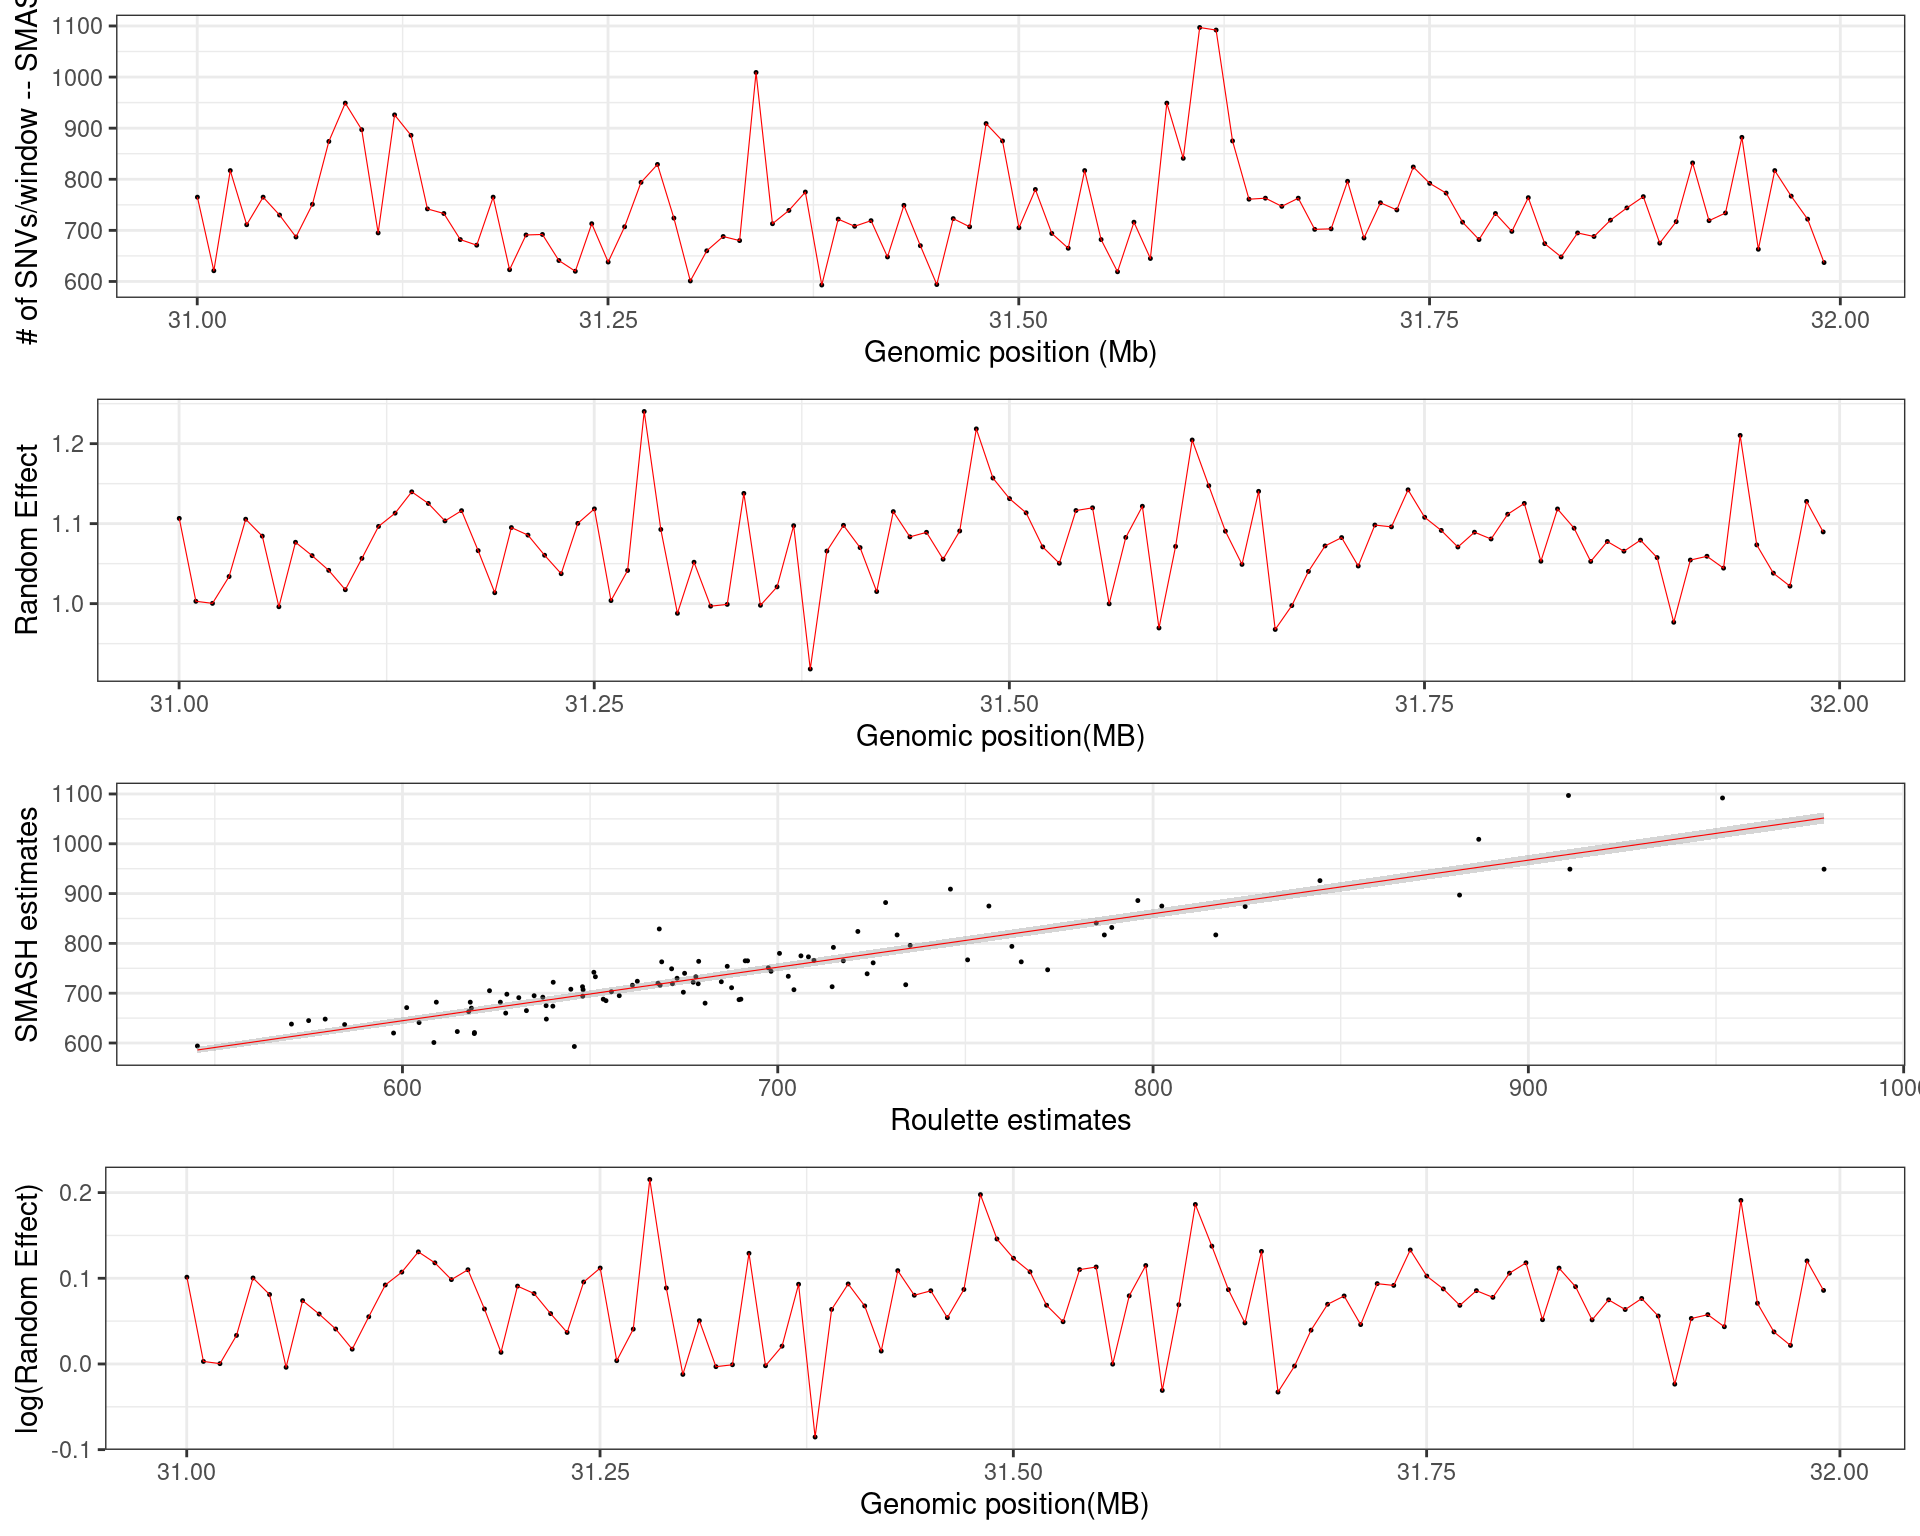 # of SNVs/window -- SMAS
1100
1000
900
800
700
600
31.00 31.25 31.50 31.75 32.00
Genomic position (Mb)
Random Effect
1.2
1.1
1.0
31.00 31.25 31.50 31.75 32.00
Genomic position(MB)
SMASH estimates
1100
1000
900
800
700
600
600 700 800 900 100
Roulette estimates
log(Random Effect)
0.2
0.1
0.0
-0.1
31.00 31.25 31.50 31.75 32.00
Genomic position(MB)